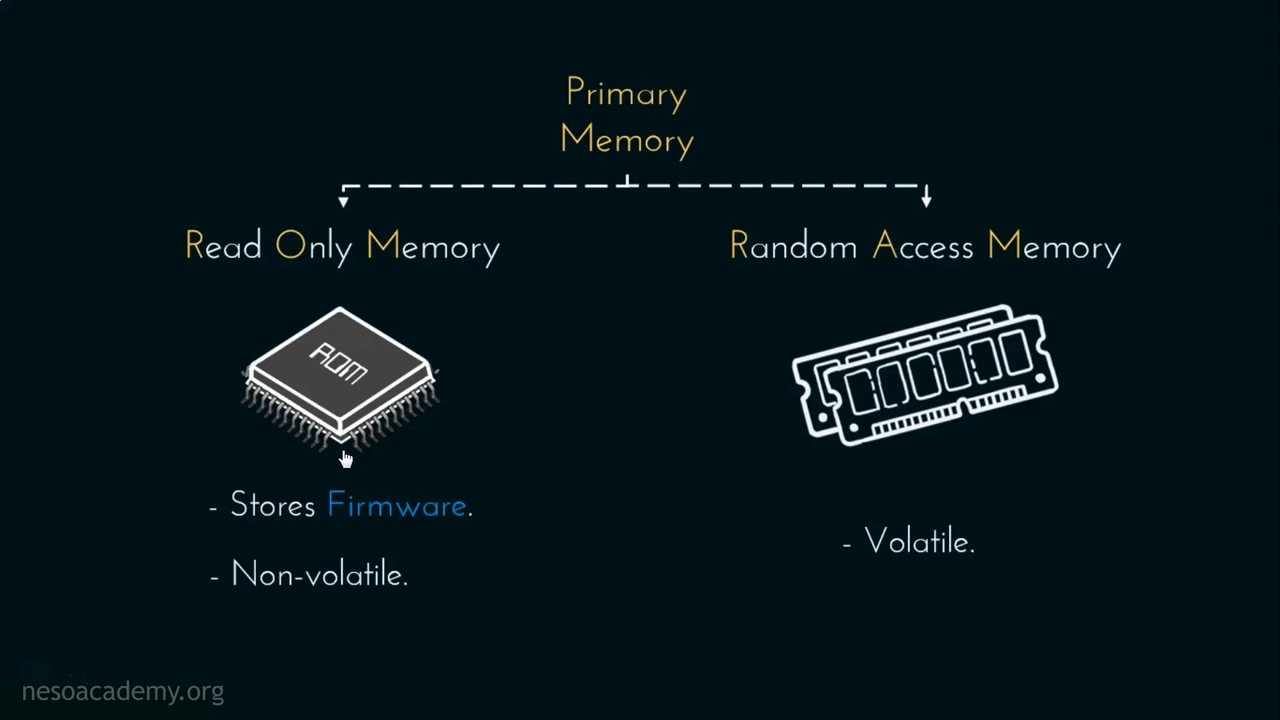 Primary
Memory
Read Only Memory
Random Access Memory
ROM
- Stores Firmware.
- Non-volatile.
- Volatile.
nesoacademy.org